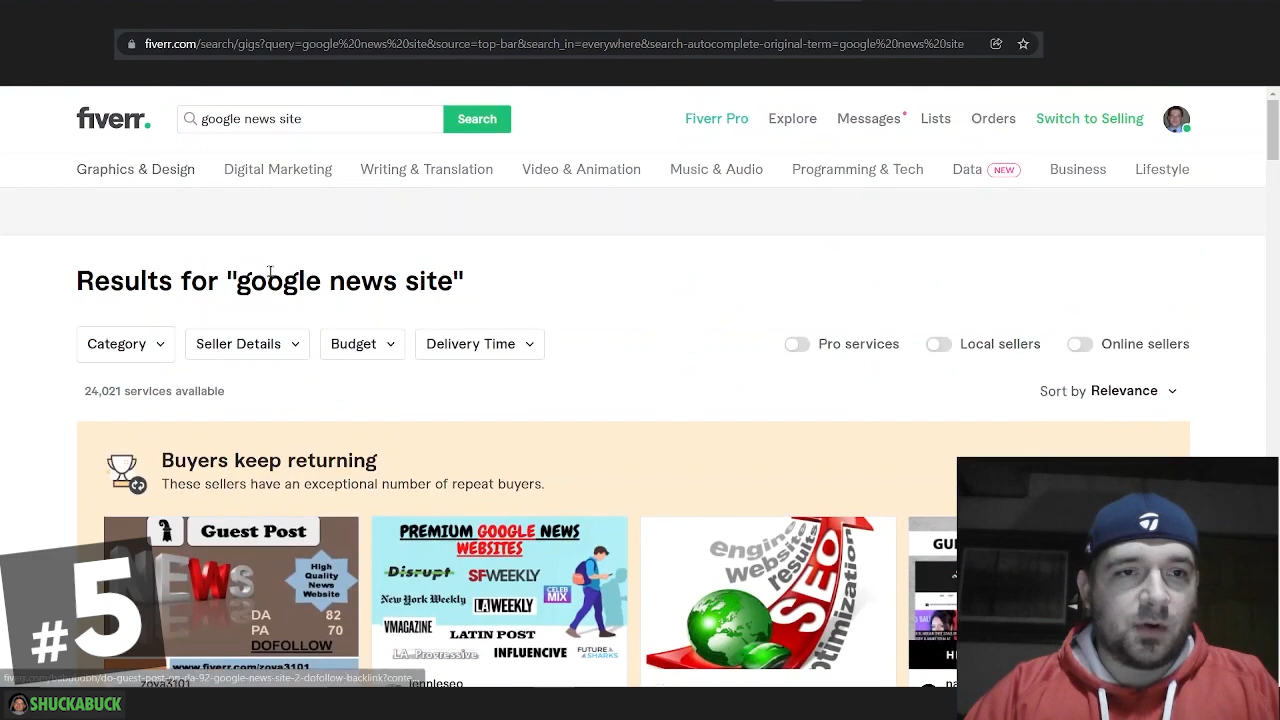 fiverr.com/search/gigs?query=google%20news%20site&source=top-bar&search_in=everywhere&search-autocomplete-original-term=google%20news%20site
fiverr.
google news site
Search
Fiverr Pro
Explore
Messages
Lists
Orders
Switch to Selling
Graphics & Design
Digital Marketing
Writing & Translation
Video & Animation
Music & Audio
Programming & Tech
Data NEW
Business
Lifestyle
Results for "google news site"
Category
Seller Details
Budget
Delivery Time
Pro services
Local sellers
Online sellers
24,021 services available
Sort by Relevance
Buyers keep returning
These sellers have an exceptional number of repeat buyers.
Guest Post
NEWS
High
Quality
News
Website
DA 82
PA 70
DOFOLLOW
www.fiverr.com/zoya3101
PREMIUM GOOGLE NEWS
WEBSITES
Disrupt
SFWEEKLY
CELEB
MIX
New York Weekly
LAWEEKLY
VMAGAZINE
LATIN POST
LA Progressive
INFLUENCIVE
FUTURE
SHARKS
engin
Website
results
SEO
optimization
GU
#5
SHUCKABUCK